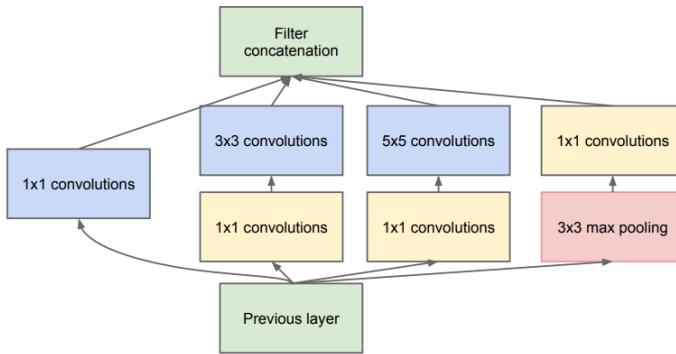 Filter
concatenation
3x3 convolutions
5x5 convolutions
1x1 convolutions
1x1 convolutions
1x1 convolutions
1x1 convolutions
3x3 max pooling
Previous layer